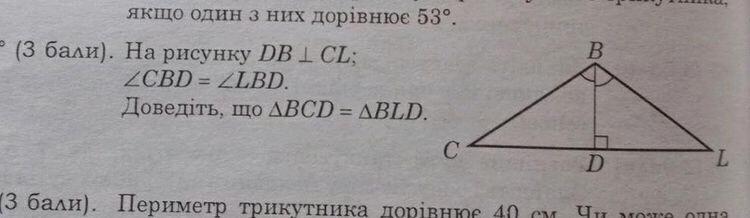 якщо один з них дорівнює 53°.
° (3 бали). На рисунку DB ⊥ CL;
∠CBD = ∠LBD.
Доведіть, що ΔBCD = ΔBLD.
B
C
D
L
(3 бали). Периметр трикутника дорівнює 40 см. Чи може одна